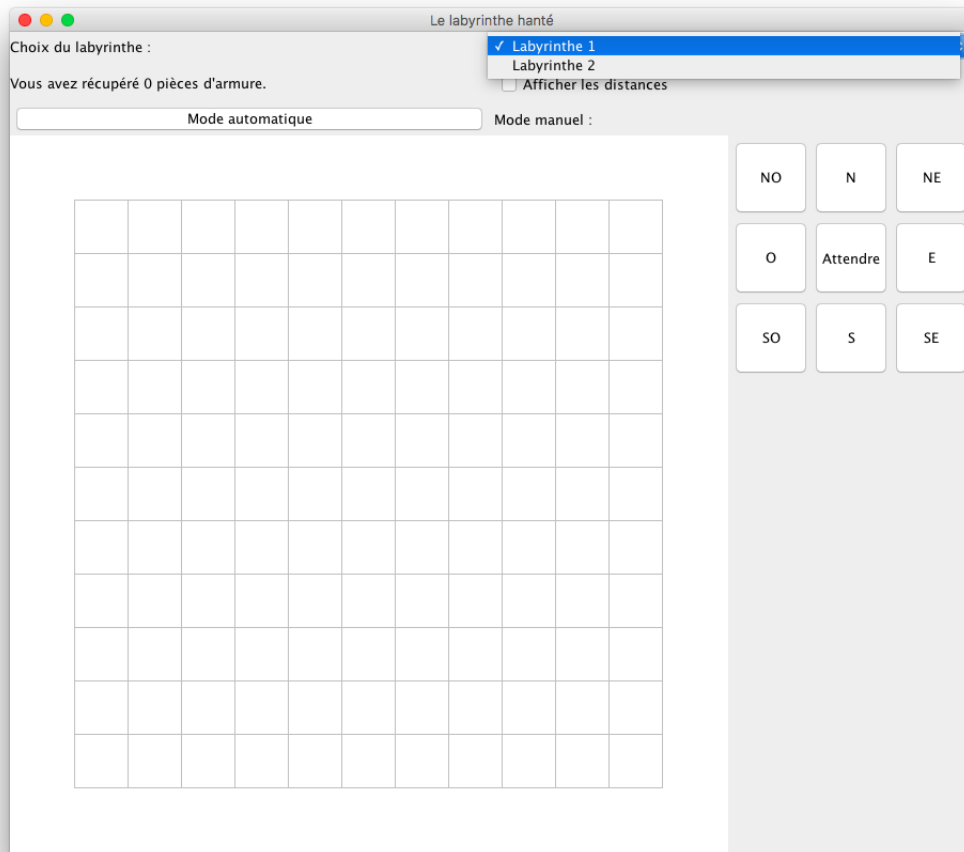 Le labyrinthe hanté
Choix du labyrinthe :
✓ Labyrinthe 1
Labyrinthe 2
Vous avez récupéré 0 pièces d'armure.
Afficher les distances
Mode automatique
Mode manuel :
NO N NE
O Attendre E
SO S SE